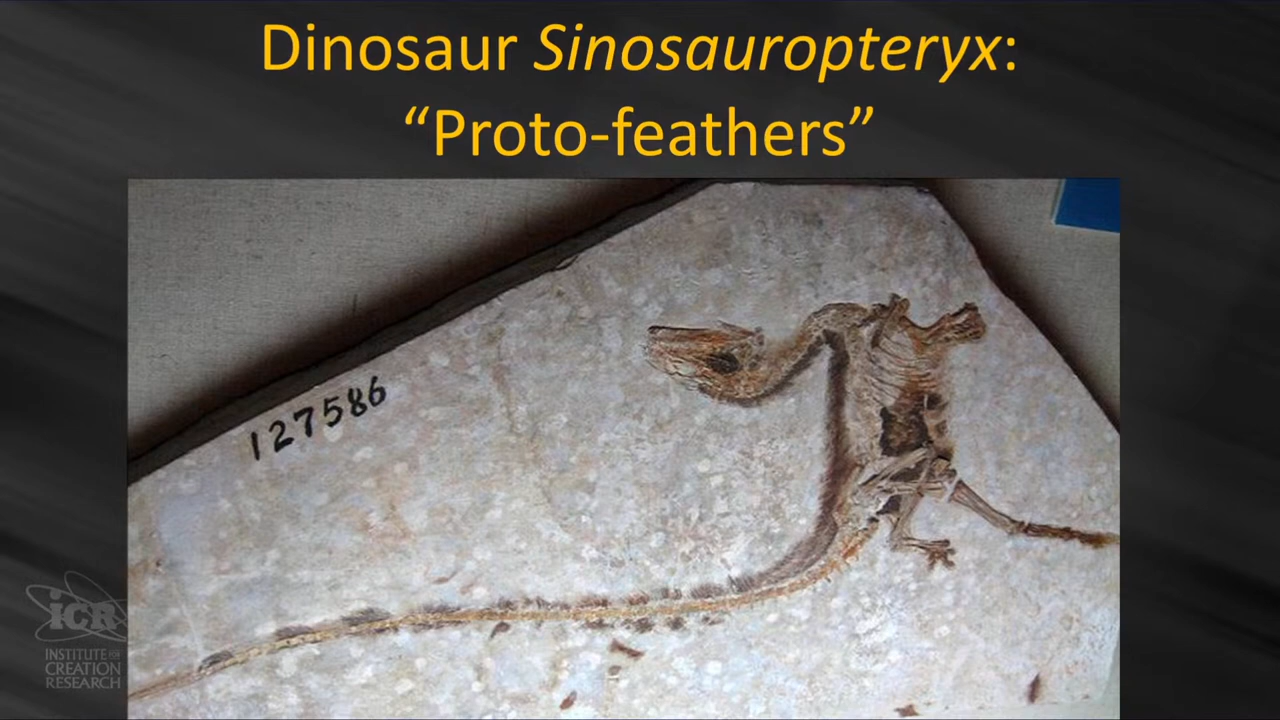 Dinosaur Sinosauropteryx:
“Proto-feathers”
127586
iCR
INSTITUTE FOR
CREATION
RESEARCH